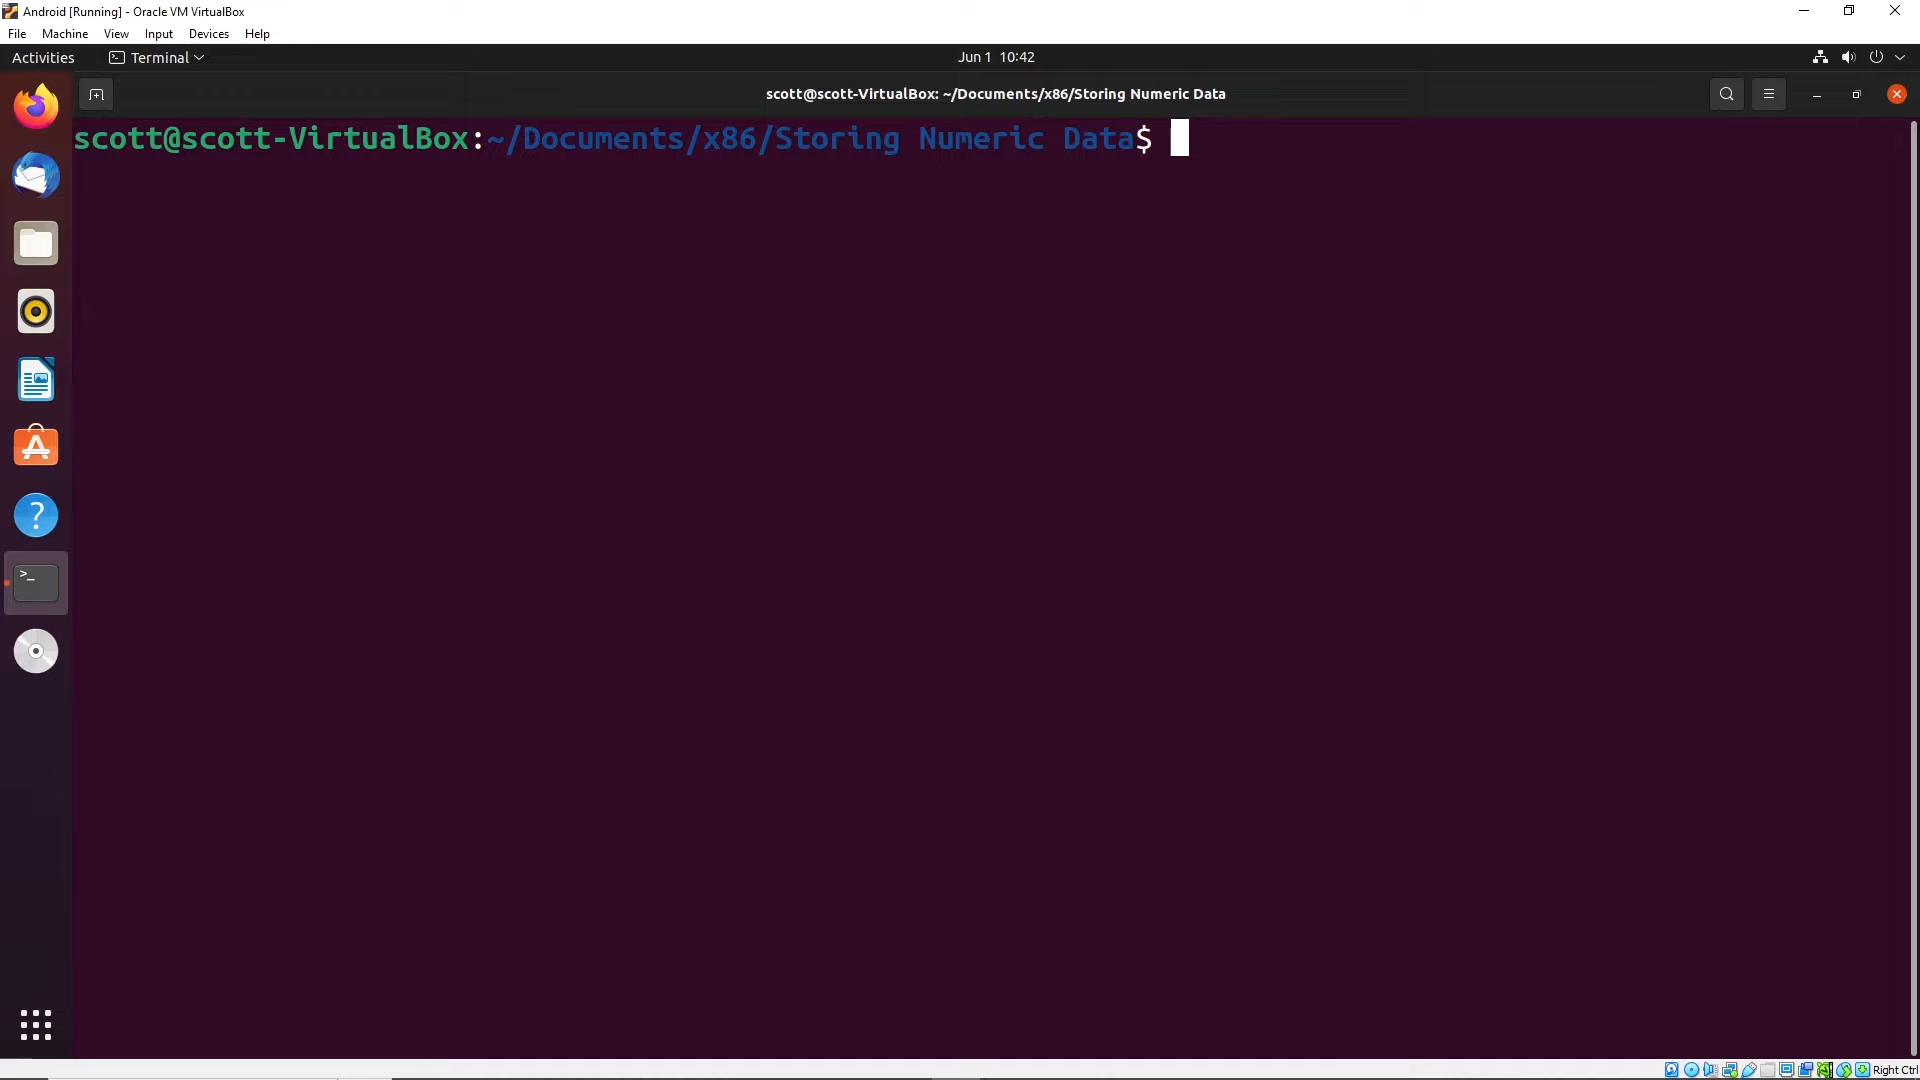 Android [Running] - Oracle VM VirtualBox
File Machine View Input Devices Help
Activities Terminal Jun 1 10:42
scott@scott-VirtualBox: ~/Documents/x86/Storing Numeric Data
scott@scott-VirtualBox:~/Documents/x86/Storing Numeric Data$
Right Ctrl